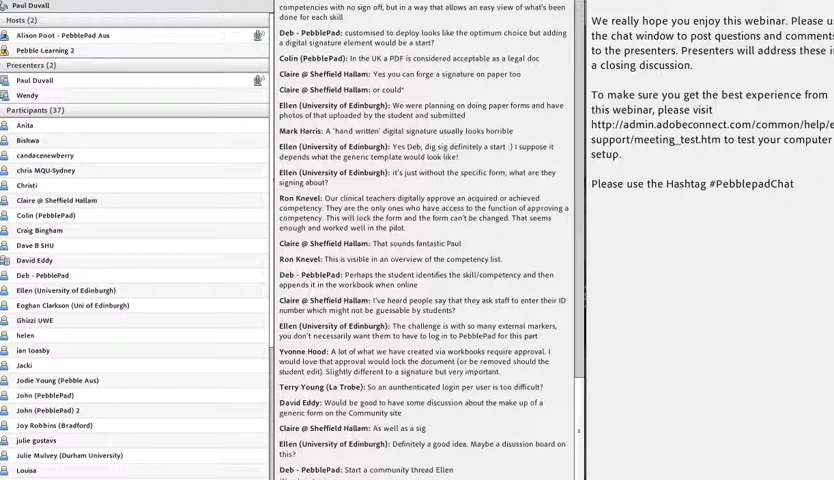 Paul Duvall
Hosts (2)
Alison Poot - PebblePad Aus
Pebble Learning 2
Presenters (2)
Paul Duvall
Wendy
Participants (37)
Anita
Bishwa
candacenewberry
chris MQU-Sydney
Christi
Claire @ Sheffield Hallam
Colin (PebblePad)
Craig Bingham
Dave B SHU
David Eddy
Deb - PebblePad
Ellen (University of Edinburgh)
Eoghan Clarkson (Uni of Edinburgh)
Ghizzi UWE
helen
ian loasby
Jacki
Jodie Young (Pebble Aus)
John (PebblePad)
John (PebblePad) 2
Joy Robbins (Bradford)
julie gustavs
Julie Mulvey (Durham University)
Louisa
competencies with no sign off, but in a way that allows an easy view of what's been
done for each skill
Deb - PebblePad: customised to deploy looks like the optimum choice but adding
a digital signature element would be a start?
Colin (PebblePad): In the UK a PDF is considered acceptable as a legal doc
Claire @ Sheffield Hallam: Yes you can forge a signature on paper too
Claire @ Sheffield Hallam: or could*
Ellen (University of Edinburgh): We were planning on doing paper forms and have
photos of that uploaded by the student and submitted
Mark Harris: A 'hand written' digital signature usually looks horrible
Ellen (University of Edinburgh): Yes Deb, dig sig definitely a start :) I suppose it
depends what the generic template would look like!
Ellen (University of Edinburgh): it's just without the specific form, what are they
signing about?
Ron Knevel: Our clinical teachers digitally approve an acquired or achieved
competency. They are the only ones who have access to the function of approving a
competency. This will lock the form and the form can't be changed. That seems
enough and worked well in the pilot.
Claire @ Sheffield Hallam: That sounds fantastic Paul
Ron Knevel: This is visible in an overview of the competency list.
Deb - PebblePad: Perhaps the student identifies the skill/competency and then
appends it in the workbook when online
Claire @ Sheffield Hallam: I've heard people say that they ask staff to enter their ID
number which might not be guessable by students?
Ellen (University of Edinburgh): The challenge is with so many external markers,
you don't necessarily want them to have to log in to PebblePad for this part
Yvonne Hood: A lot of what we have created via workbooks require approval. I
would love that approval would lock the document (or be removed should the
student edit). Slightly different to a signature but very important.
Terry Young (La Trobe): So an aunthenticated login per user is too difficult?
David Eddy: Would be good to have some discussion about the make up of a
generic form on the Community site
Claire @ Sheffield Hallam: As well as a sig
Ellen (University of Edinburgh): Definitely a good idea. Maybe a disussion board on
this?
Deb - PebblePad: Start a community thread Ellen
We really hope you enjoy this webinar. Please u
the chat window to post questions and comments
to the presenters. Presenters will address these i
a closing discussion.
To make sure you get the best experience from
this webinar, please visit
http://admin.adobeconnect.com/common/help/e
support/meeting_test.htm to test your computer
setup.
Please use the Hashtag #PebblepadChat